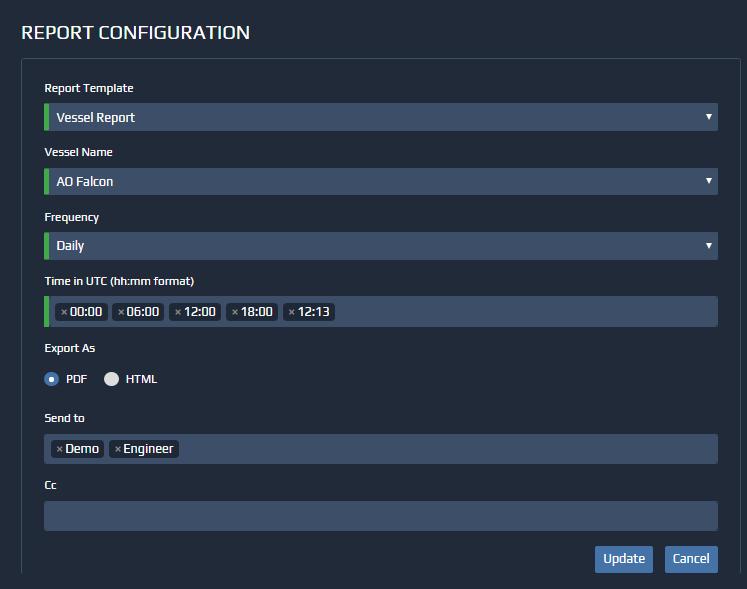 REPORT CONFIGURATION
Report Template
Vessel Report
Vessel Name
AO Falcon
Frequency
Daily
Time in UTC (hh:mm format)
× 00:00 × 06:00 × 12:00 × 18:00 × 12:13
Export As
PDF HTML
Send to
× Demo × Engineer
Cc
Update Cancel